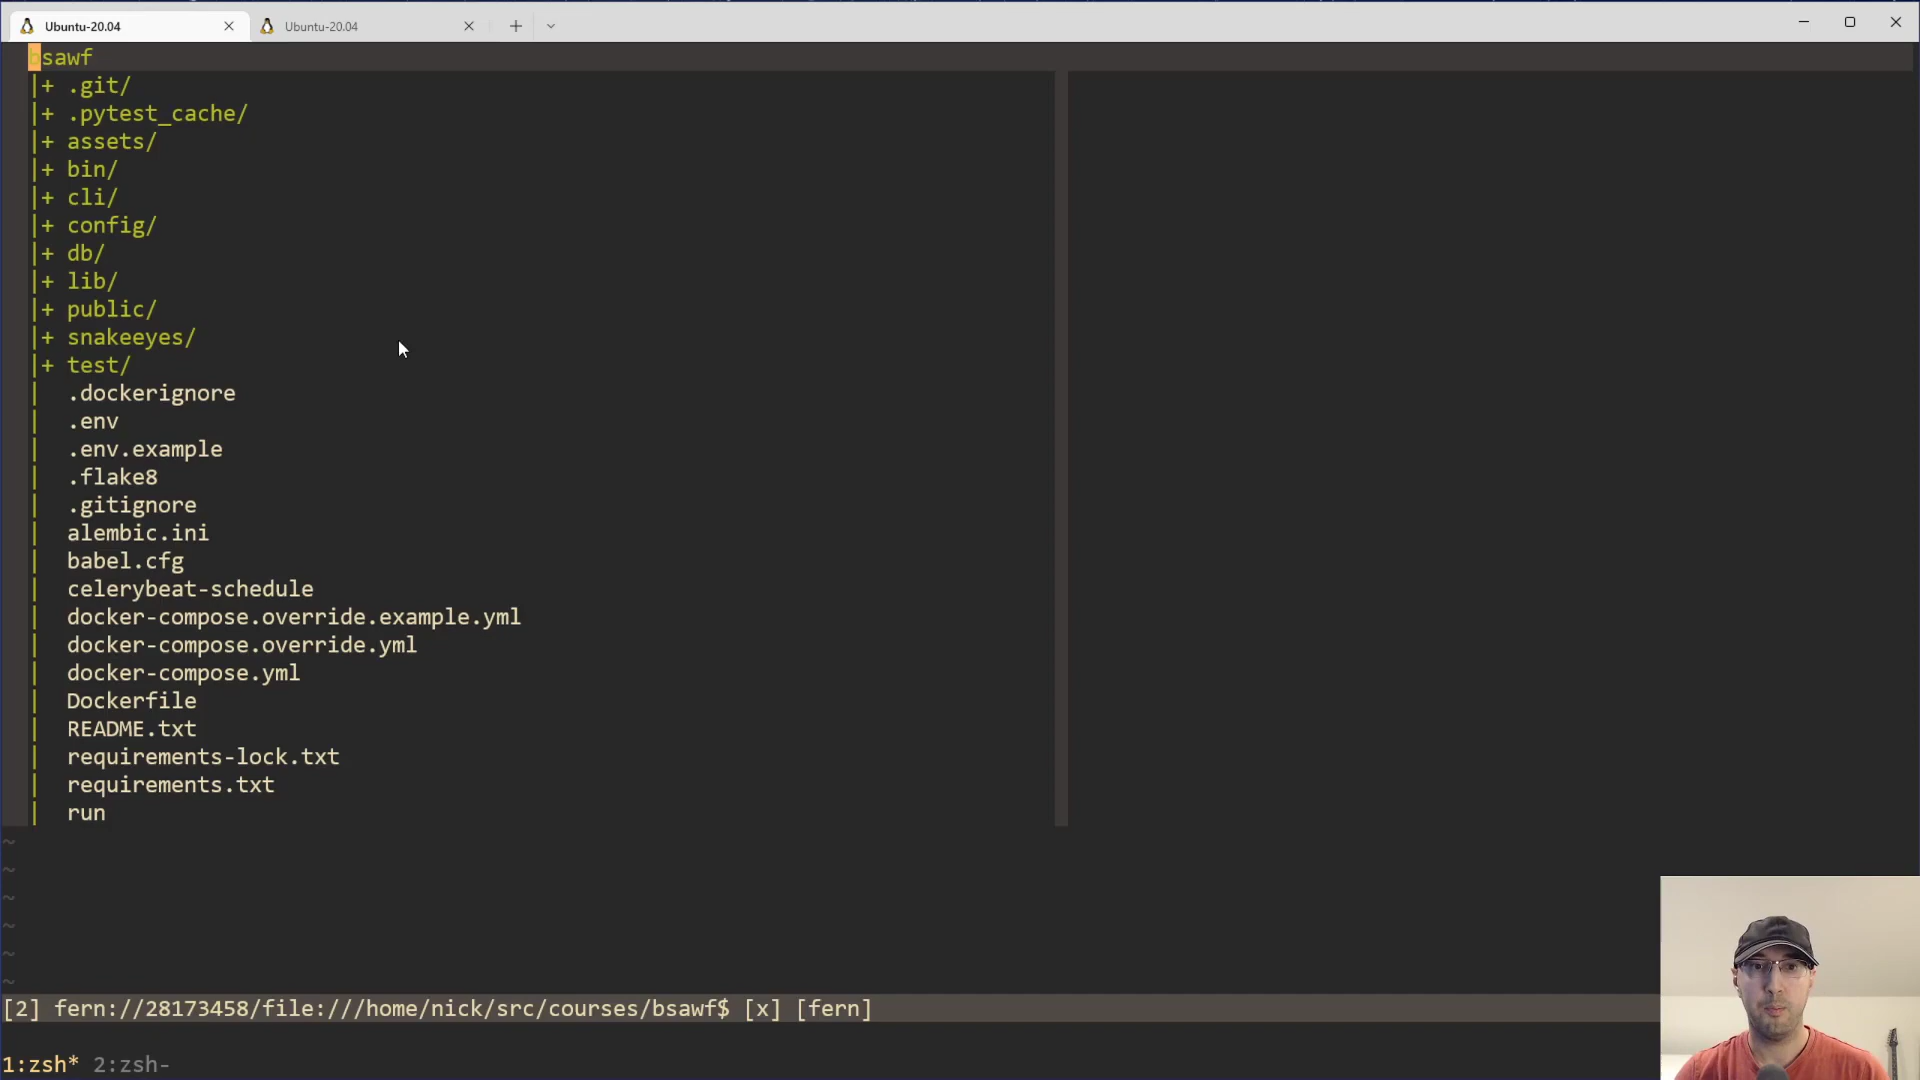 Ubuntu-20.04
Ubuntu-20.04
bsawf
|+ .git/
|+ .pytest_cache/
|+ assets/
|+ bin/
|+ cli/
|+ config/
|+ db/
|+ lib/
|+ public/
|+ snakeeyes/
|+ test/
|  .dockerignore
|  .env
|  .env.example
|  .flake8
|  .gitignore
|  alembic.ini
|  babel.cfg
|  celerybeat-schedule
|  docker-compose.override.example.yml
|  docker-compose.override.yml
|  docker-compose.yml
|  Dockerfile
|  README.txt
|  requirements-lock.txt
|  requirements.txt
|  run
~
~
~
~
~
~
[2] fern://28173458/file:///home/nick/src/courses/bsawf$ [x] [fern]
1:zsh* 2:zsh-